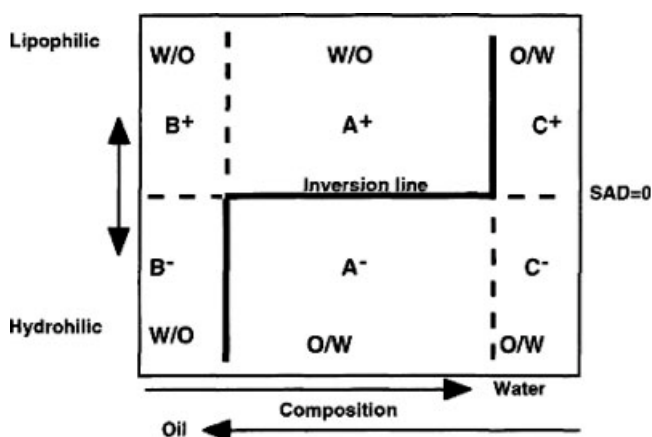 Lipophilic
W/O W/O O/W
B+ A+ C+
Inversion line
SAD=0
B- A- C-
Hydrohilic
W/O O/W O/W
Water
Composition
Oil